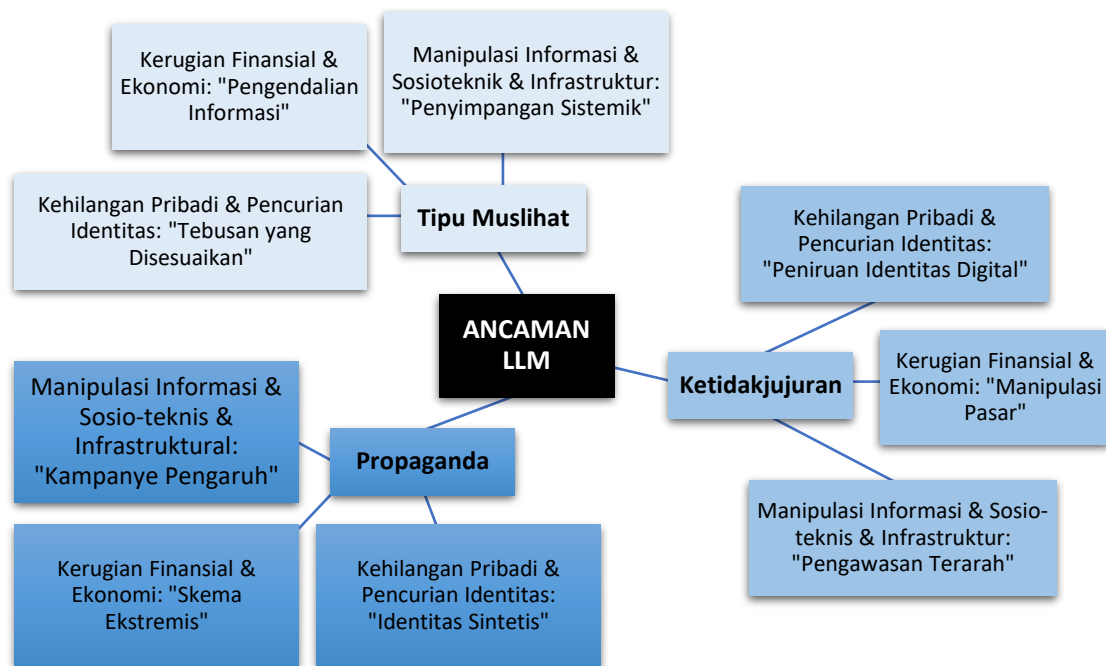 Kerugian Finansial &
Ekonomi: "Pengendalian
Informasi"
Manipulasi Informasi &
Sosioteknik & Infrastruktur:
"Penyimpangan Sistemik"
Kehilangan Pribadi & Pencurian
Identitas: "Tebusan yang
Disesuaikan"
Tipu Muslihat
Kehilangan Pribadi &
Pencurian Identitas:
"Peniruan Identitas Digital"
ANCAMAN
LLM
Ketidakjujuran
Kerugian Finansial &
Ekonomi: "Manipulasi
Pasar"
Manipulasi Informasi &
Sosio-teknis &
Infrastruktural:
"Kampanye Pengaruh"
Propaganda
Manipulasi Informasi & Sosio-
teknis & Infrastruktur:
"Pengawasan Terarah"
Kerugian Finansial &
Ekonomi: "Skema
Ekstremis"
Kehilangan Pribadi &
Pencurian Identitas:
"Identitas Sintetis"